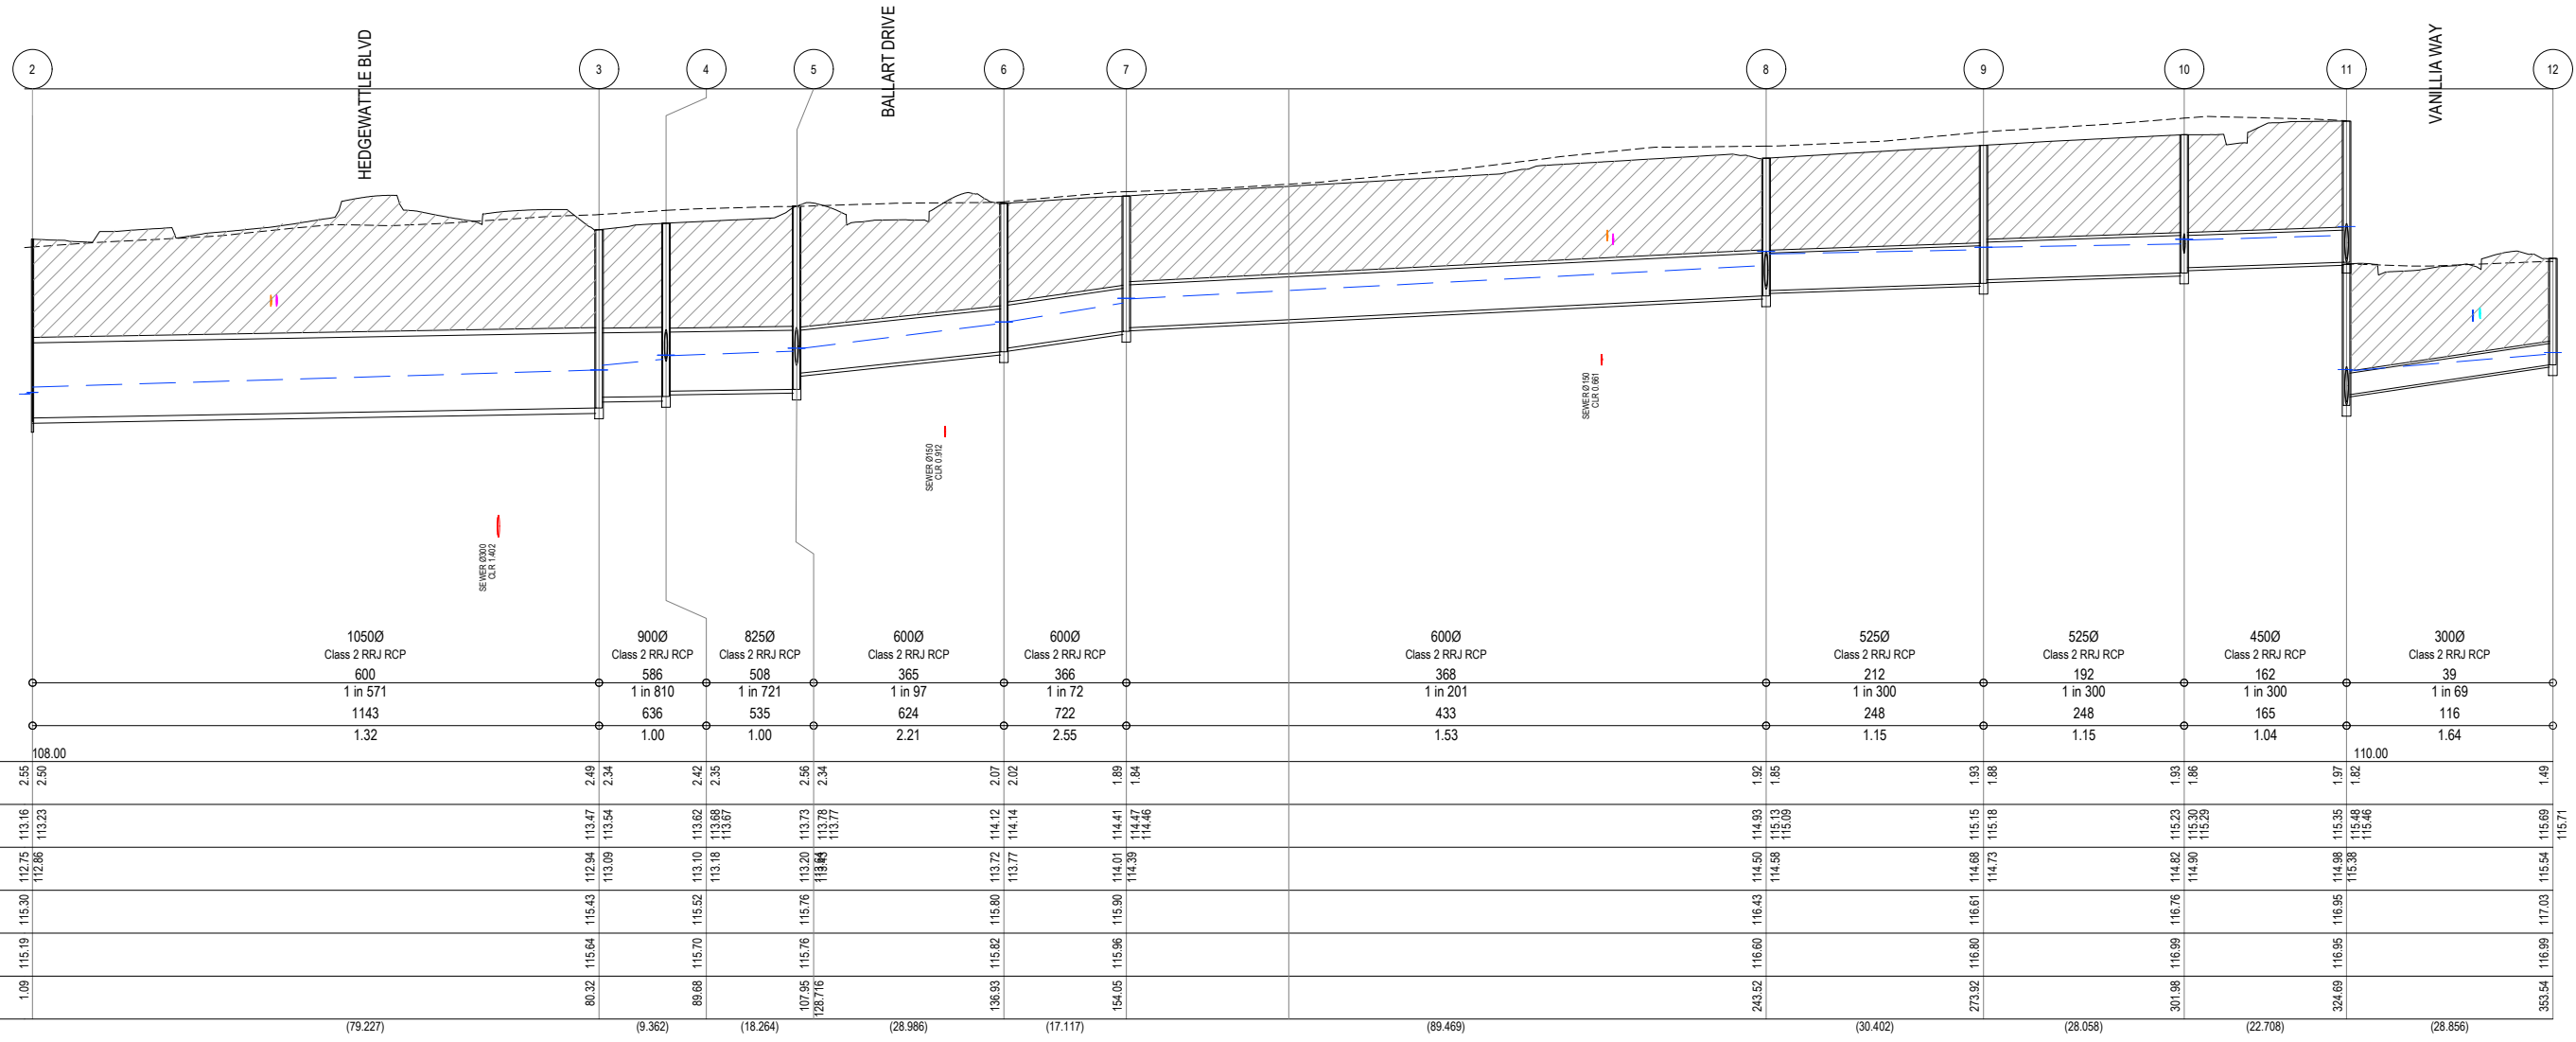 HEDGEWATTLE BLVD
BALLART DRIVE
VANILLIA WAY
2 3 4 5 6 7 8 9 10 11 12
SEWER Ø300
CLR 1.402
SEWER Ø150
CLR 0.912
SEWER Ø150
CLR 0.661
1050Ø 900Ø 825Ø 600Ø 600Ø 600Ø 525Ø 525Ø 450Ø 300Ø
Class 2 RRJ RCP Class 2 RRJ RCP Class 2 RRJ RCP Class 2 RRJ RCP Class 2 RRJ RCP Class 2 RRJ RCP Class 2 RRJ RCP Class 2 RRJ RCP Class 2 RRJ RCP Class 2 RRJ RCP
600 586 508 365 366 368 212 192 162 39
1 in 571 1 in 810 1 in 721 1 in 97 1 in 72 1 in 201 1 in 300 1 in 300 1 in 300 1 in 69
1143 636 535 624 722 433 248 248 165 116
1.32 1.00 1.00 2.21 2.55 1.53 1.15 1.15 1.04 1.64
108.00 110.00
2.55 2.50 2.49 2.34 2.42 2.35 2.56 2.34 2.07 2.02 1.89 1.84 1.92 1.85 1.93 1.88 1.93 1.86 1.97 1.82 1.49
113.16 113.23 113.47 113.54 113.62 113.68 113.67 113.73 113.78 113.77 114.12 114.14 114.41 114.47 114.46 114.93 115.13 115.09 115.15 115.18 115.23 115.30 115.29 115.35 115.48 115.46 115.69 115.71
112.75 112.86 112.94 113.09 113.10 113.18 113.20 113.72 113.77 114.01 114.39 114.50 114.58 114.68 114.73 114.82 114.90 114.98 115.38 115.54
115.30 115.43 115.52 115.76 115.80 115.90 116.43 116.61 116.76 116.95 117.03
115.19 115.64 115.70 115.76 115.82 115.96 116.60 116.80 116.99 116.95 116.99
1.09 80.32 89.68 107.95 128.716 136.93 154.05 243.52 273.92 301.98 324.69 353.54
(79.227) (9.362) (18.264) (28.986) (17.117) (89.469) (30.402) (28.058) (22.708) (28.856)